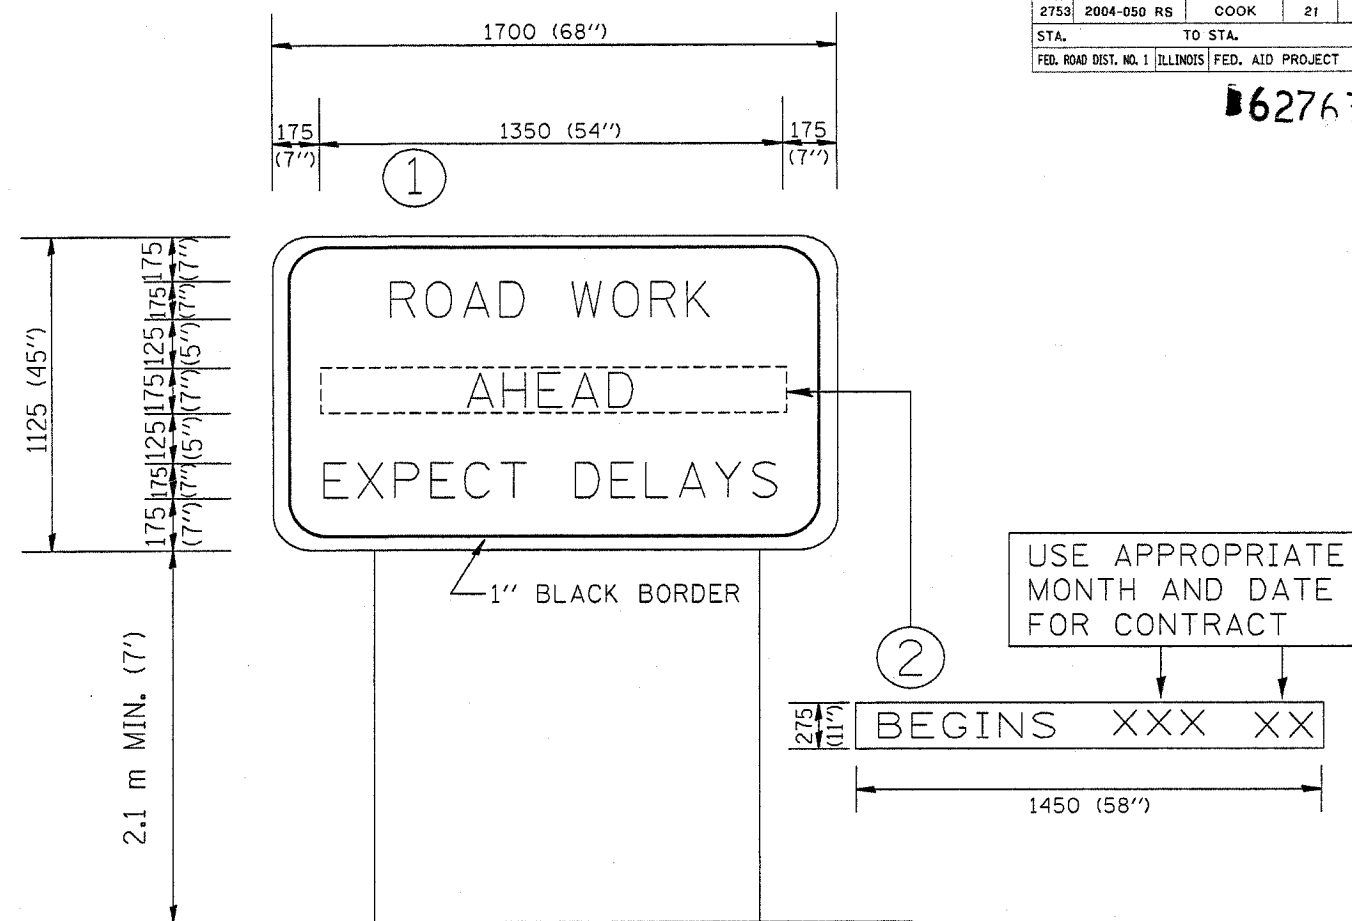 2753 2004-050 RS COOK 21
STA. TO STA.
FED. ROAD DIST. NO. 1 ILLINOIS FED. AID PROJECT
1700 (68'')
175 (7'')
1350 (54'')
175 (7'')
1
1125 (45'')
175 (7'')
175 (7'')
125 (5'')
175 (7'')
125 (5'')
175 (7'')
175 (7'')
ROAD WORK
AHEAD
EXPECT DELAYS
1'' BLACK BORDER
2.1 m MIN. (7')
USE APPROPRIATE
MONTH AND DATE
FOR CONTRACT
2
275 (11'')
BEGINS XXX XX
1450 (58'')